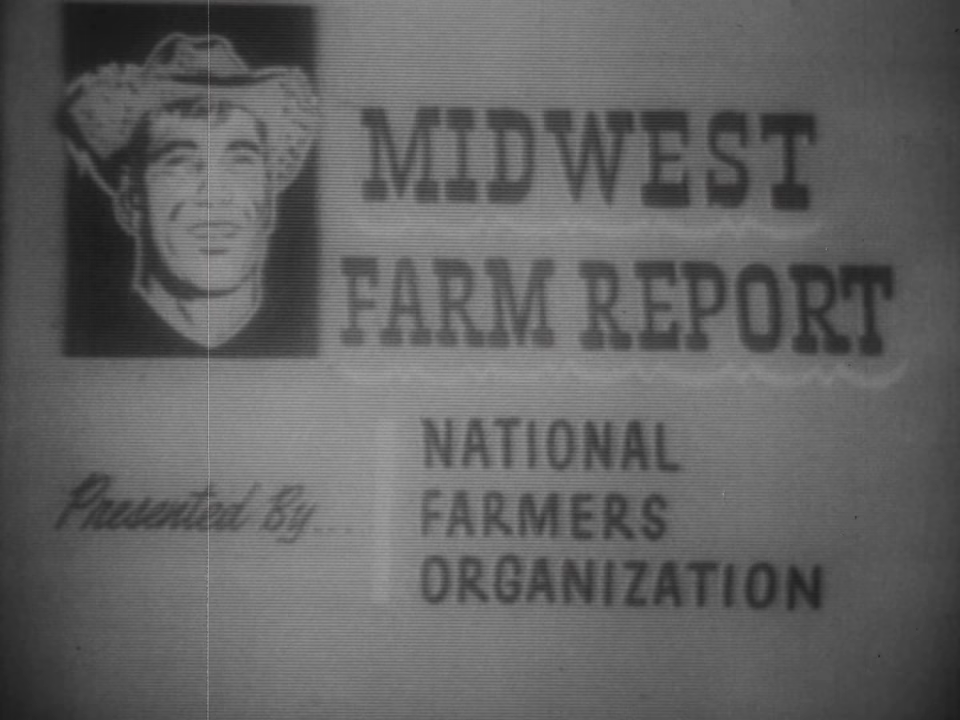 MIDWEST
FARM REPORT
Presented By....
NATIONAL
FARMERS
ORGANIZATION